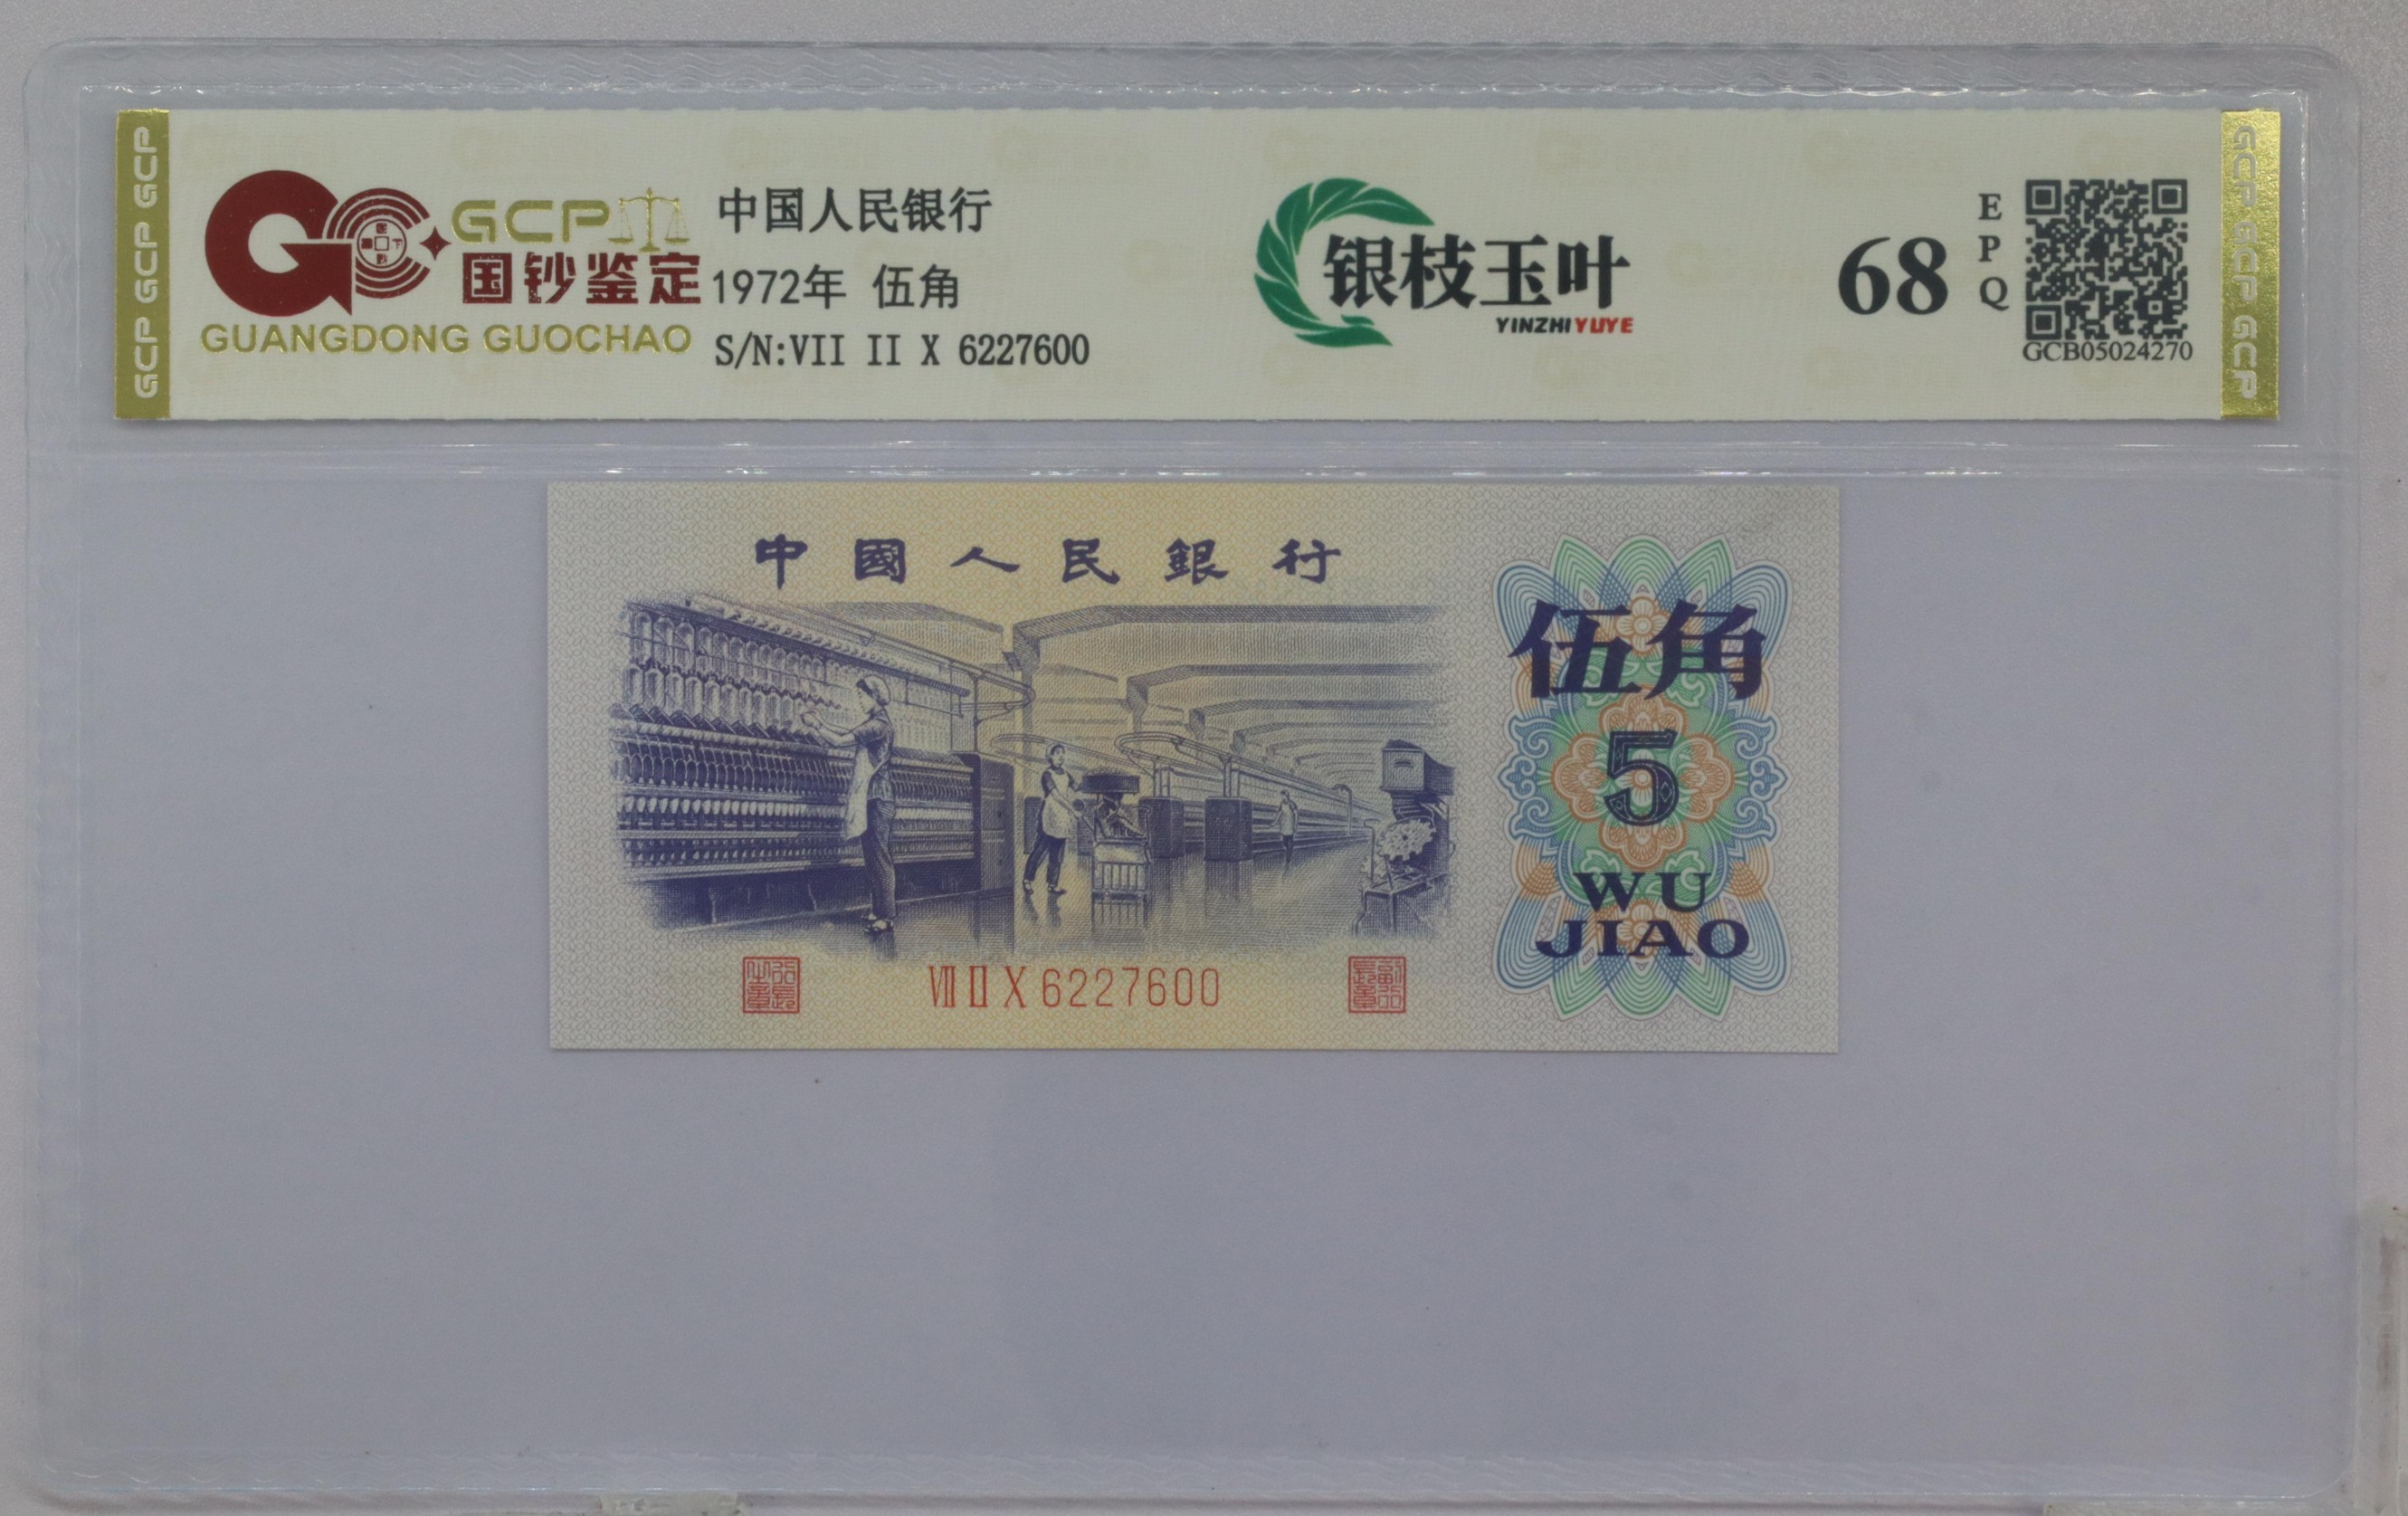 GCP GCP GCP
GCP
国钞鉴定
GUANGDONG GUOCHAO
中国人民银行
1972年 伍角
S/N:VII II X 6227600
银枝玉叶
YINZHIYUYE
68
E
P
Q
GCB05024270
GCP GCP GCP
中國人民銀行
伍角
5
WU
JIAO
VII II X 6227600